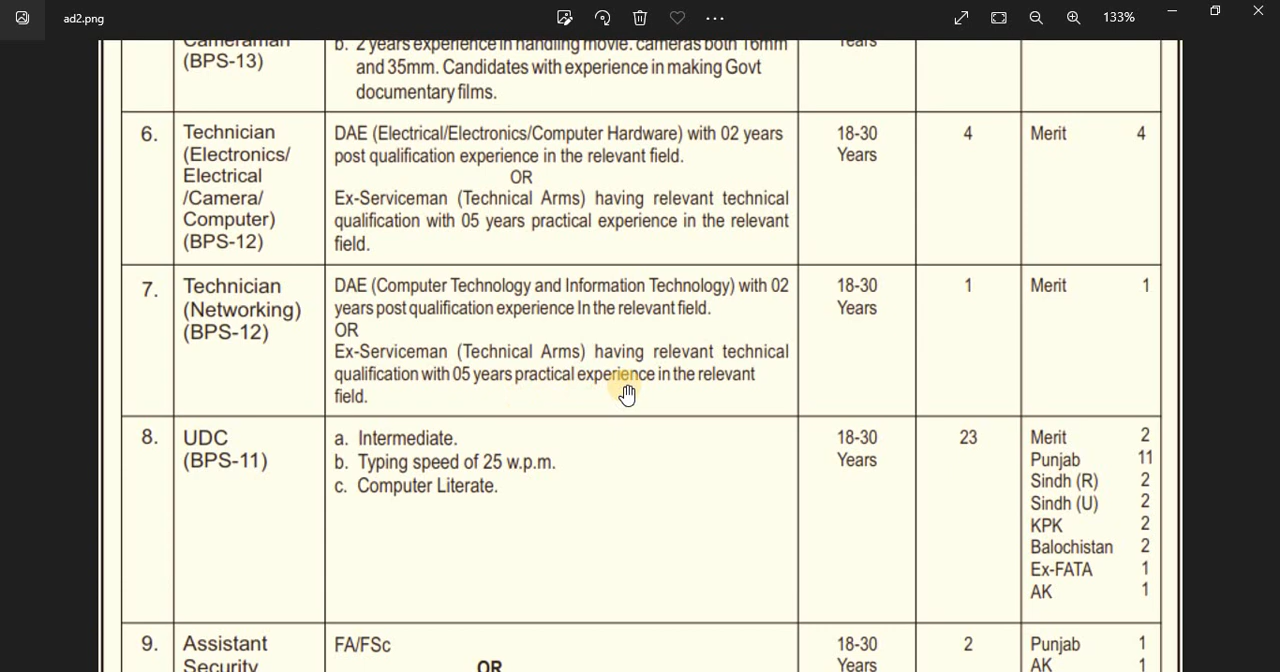 ad2.png
133%
Cameraman
(BPS-13)
b. 2 years experience in handling movie. cameras both 16mm
and 35mm. Candidates with experience in making Govt
documentary films.
Years
6.
Technician
(Electronics/
Electrical
/Camera/
Computer)
(BPS-12)
DAE (Electrical/Electronics/Computer Hardware) with 02 years
post qualification experience in the relevant field.
OR
Ex-Serviceman (Technical Arms) having relevant technical
qualification with 05 years practical experience in the relevant
field.
18-30
Years
4
Merit 4
7.
Technician
(Networking)
(BPS-12)
DAE (Computer Technology and Information Technology) with 02
years post qualification experience In the relevant field.
OR
Ex-Serviceman (Technical Arms) having relevant technical
qualification with 05 years practical experience in the relevant
field.
18-30
Years
1
Merit 1
8.
UDC
(BPS-11)
a. Intermediate.
b. Typing speed of 25 w.p.m.
c. Computer Literate.
18-30
Years
23
Merit 2
Punjab 11
Sindh (R) 2
Sindh (U) 2
KPK 2
Balochistan 2
Ex-FATA 1
AK 1
9.
Assistant
Security
FA/FSc
OR
18-30
Years
2
Punjab 1
AK 1